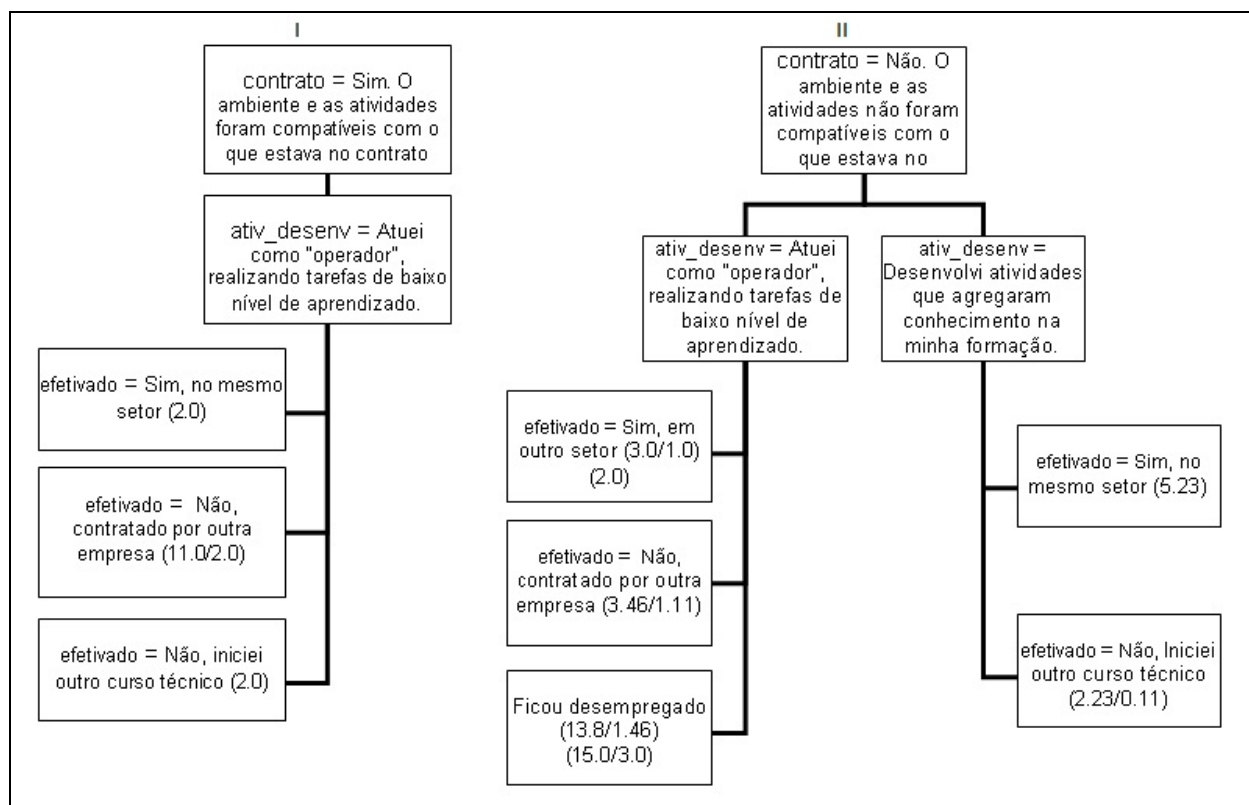 I
contrato = Sim. O
ambiente e as atividades
foram compatíveis com o
que estava no contrato
ativ_desenv = Atuei
como "operador",
realizando tarefas de baixo
nível de aprendizado.
efetivado = Sim, no mesmo
setor (2.0)
efetivado = Não,
contratado por outra
empresa (11.0/2.0)
efetivado = Não, iniciei
outro curso técnico (2.0)
II
contrato = Não. O
ambiente e as
atividades não foram
compatíveis com o
que estava no
ativ_desenv = Atuei
como "operador",
realizando tarefas de
baixo nível de
aprendizado.
efetivado = Sim, em
outro setor (3.0/1.0)
(2.0)
efetivado = Não,
contratado por outra
empresa (3.46/1.11)
Ficou desempregado
(13.8/1.46)
(15.0/3.0)
ativ_desenv =
Desenvolvi atividades
que agregaram
conhecimento na
minha formação.
efetivado = Sim, no
mesmo setor (5.23)
efetivado = Não, Iniciei
outro curso técnico
(2.23/0.11)